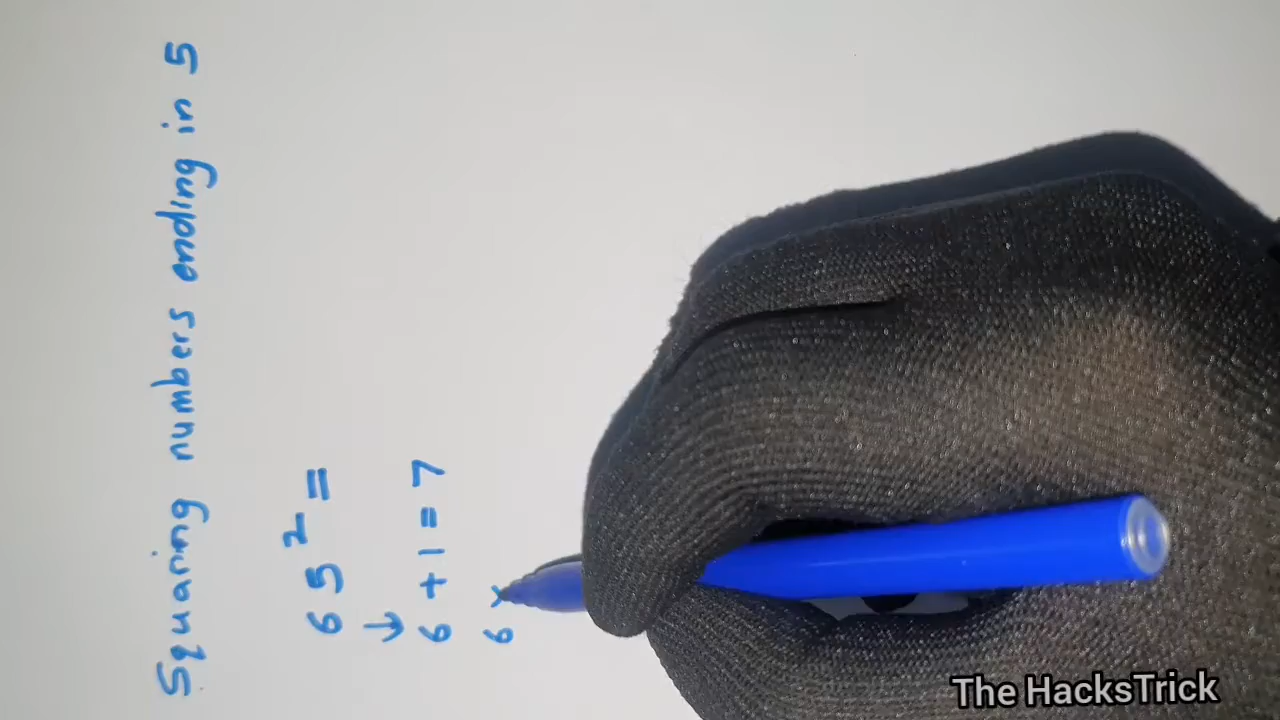 Squaring numbers ending in 5
65² =
↓
6 + 1 = 7
6 ×
The HacksTrick